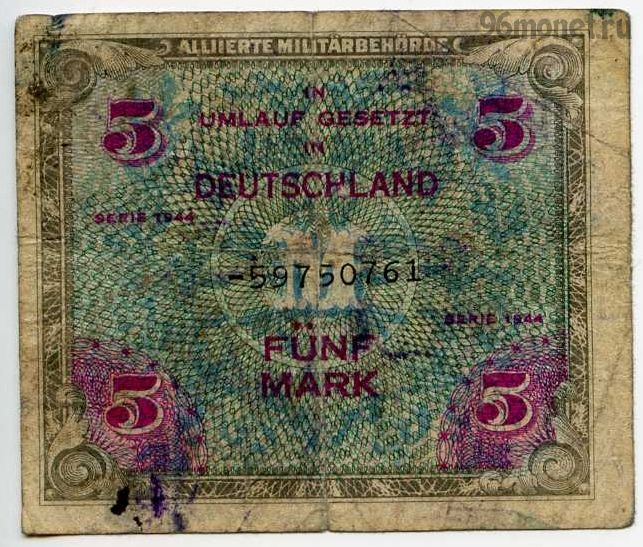 96monet.ru
ALLIIERTE MILITÄRBEHÖRDE
5 5
IN
UMLAUF GESETZT
IN
DEUTSCHLAND
SERIE 1944
M
-59750761
SERIE 1944
FÜNF
MARK
5 5